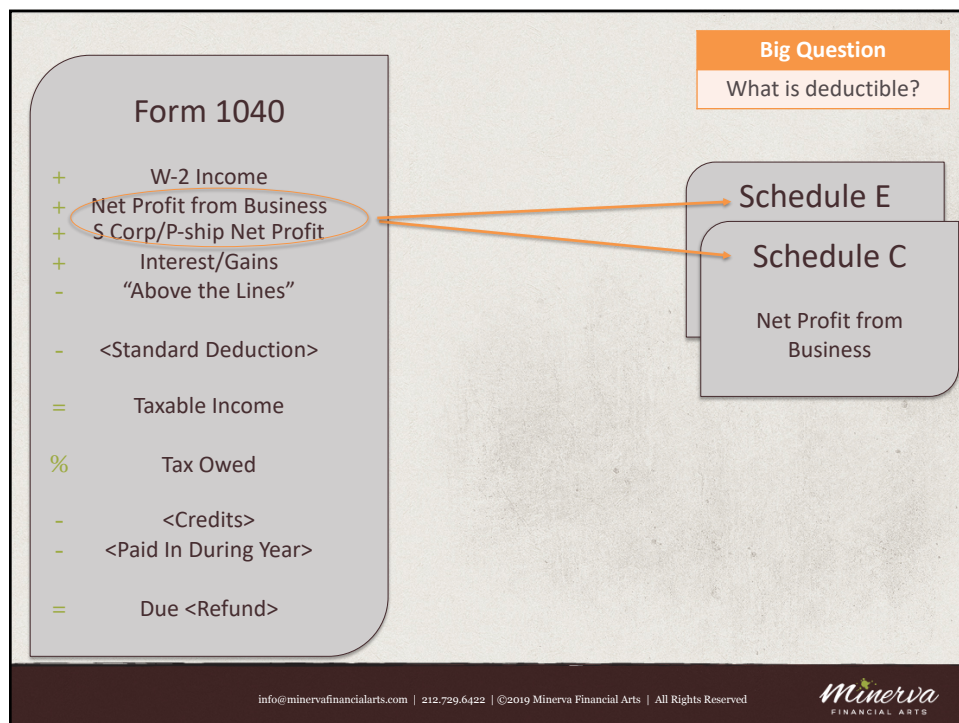 Big Question
What is deductible?
Form 1040
+ W-2 Income
+ Net Profit from Business
+ S Corp/P-ship Net Profit
+ Interest/Gains
- “Above the Lines”
- <Standard Deduction>
= Taxable Income
% Tax Owed
- <Credits>
- <Paid In During Year>
= Due <Refund>
Schedule E
Schedule C
Net Profit from
Business
info@minervafinancialarts.com | 212.729.6422 | ©2019 Minerva Financial Arts | All Rights Reserved
Minerva
FINANCIAL ARTS